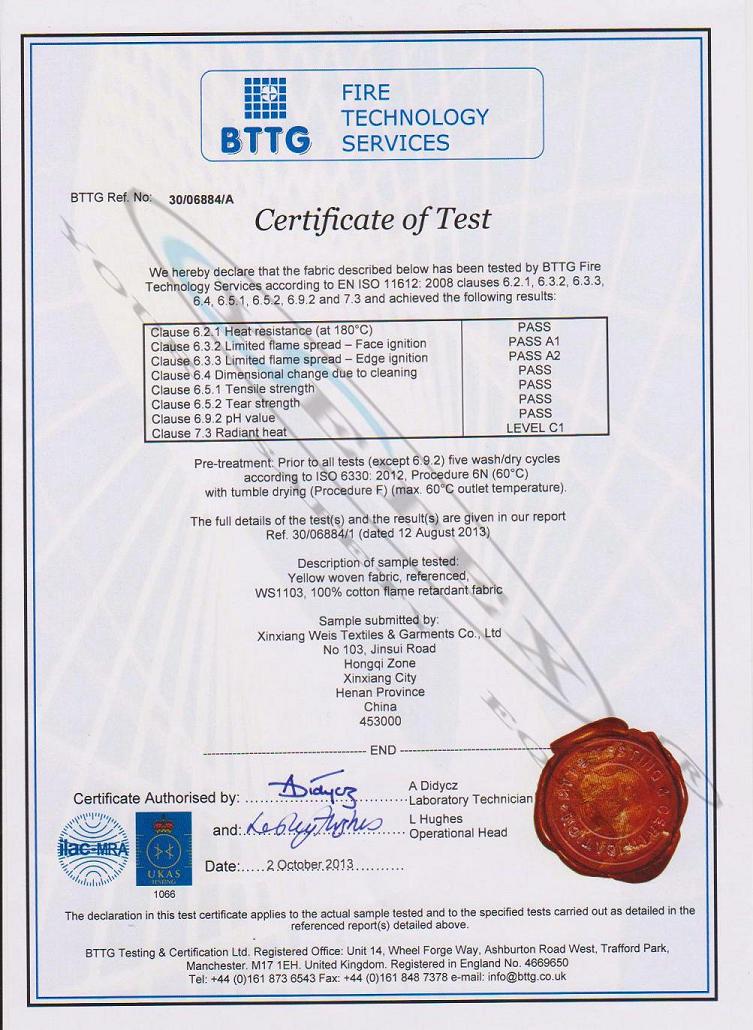 BTTG
FIRE
TECHNOLOGY
SERVICES
BTTG Ref. No: 30/06884/A
Certificate of Test
We hereby declare that the fabric described below has been tested by BTTG Fire
Technology Services according to EN ISO 11612: 2008 clauses 6.2.1, 6.3.2, 6.3.3,
6.4, 6.5.1, 6.5.2, 6.9.2 and 7.3 and achieved the following results:
Clause 6.2.1 Heat resistance (at 180°C) PASS
Clause 6.3.2 Limited flame spread – Face ignition PASS A1
Clause 6.3.3 Limited flame spread – Edge ignition PASS A2
Clause 6.4 Dimensional change due to cleaning PASS
Clause 6.5.1 Tensile strength PASS
Clause 6.5.2 Tear strength PASS
Clause 6.9.2 pH value PASS
Clause 7.3 Radiant heat LEVEL C1
Pre-treatment: Prior to all tests (except 6.9.2) five wash/dry cycles
according to ISO 6330: 2012, Procedure 6N (60°C)
with tumble drying (Procedure F) (max. 60°C outlet temperature).
The full details of the test(s) and the result(s) are given in our report
Ref. 30/06884/1 (dated 12 August 2013)
Description of sample tested:
Yellow woven fabric, referenced,
WS1103, 100% cotton flame retardant fabric
Sample submitted by:
Xinxiang Weis Textiles & Garments Co., Ltd
No 103, Jinsui Road
Hongqi Zone
Xinxiang City
Henan Province
China
453000
END
Certificate Authorised by: ADidycz A Didycz
Laboratory Technician
and: Lesley Hughes L Hughes
Operational Head
Date: 2 October 2013
ilac-MRA
UKAS
TESTING
1066
The declaration in this test certificate applies to the actual sample tested and to the specified tests carried out as detailed in the
referenced report(s) detailed above.
BTTG Testing & Certification Ltd. Registered Office: Unit 14, Wheel Forge Way, Ashburton Road West, Trafford Park,
Manchester. M17 1EH. United Kingdom. Registered in England No. 4669650
Tel: +44 (0)161 873 6543 Fax: +44 (0)161 848 7378 e-mail: info@bttg.co.uk